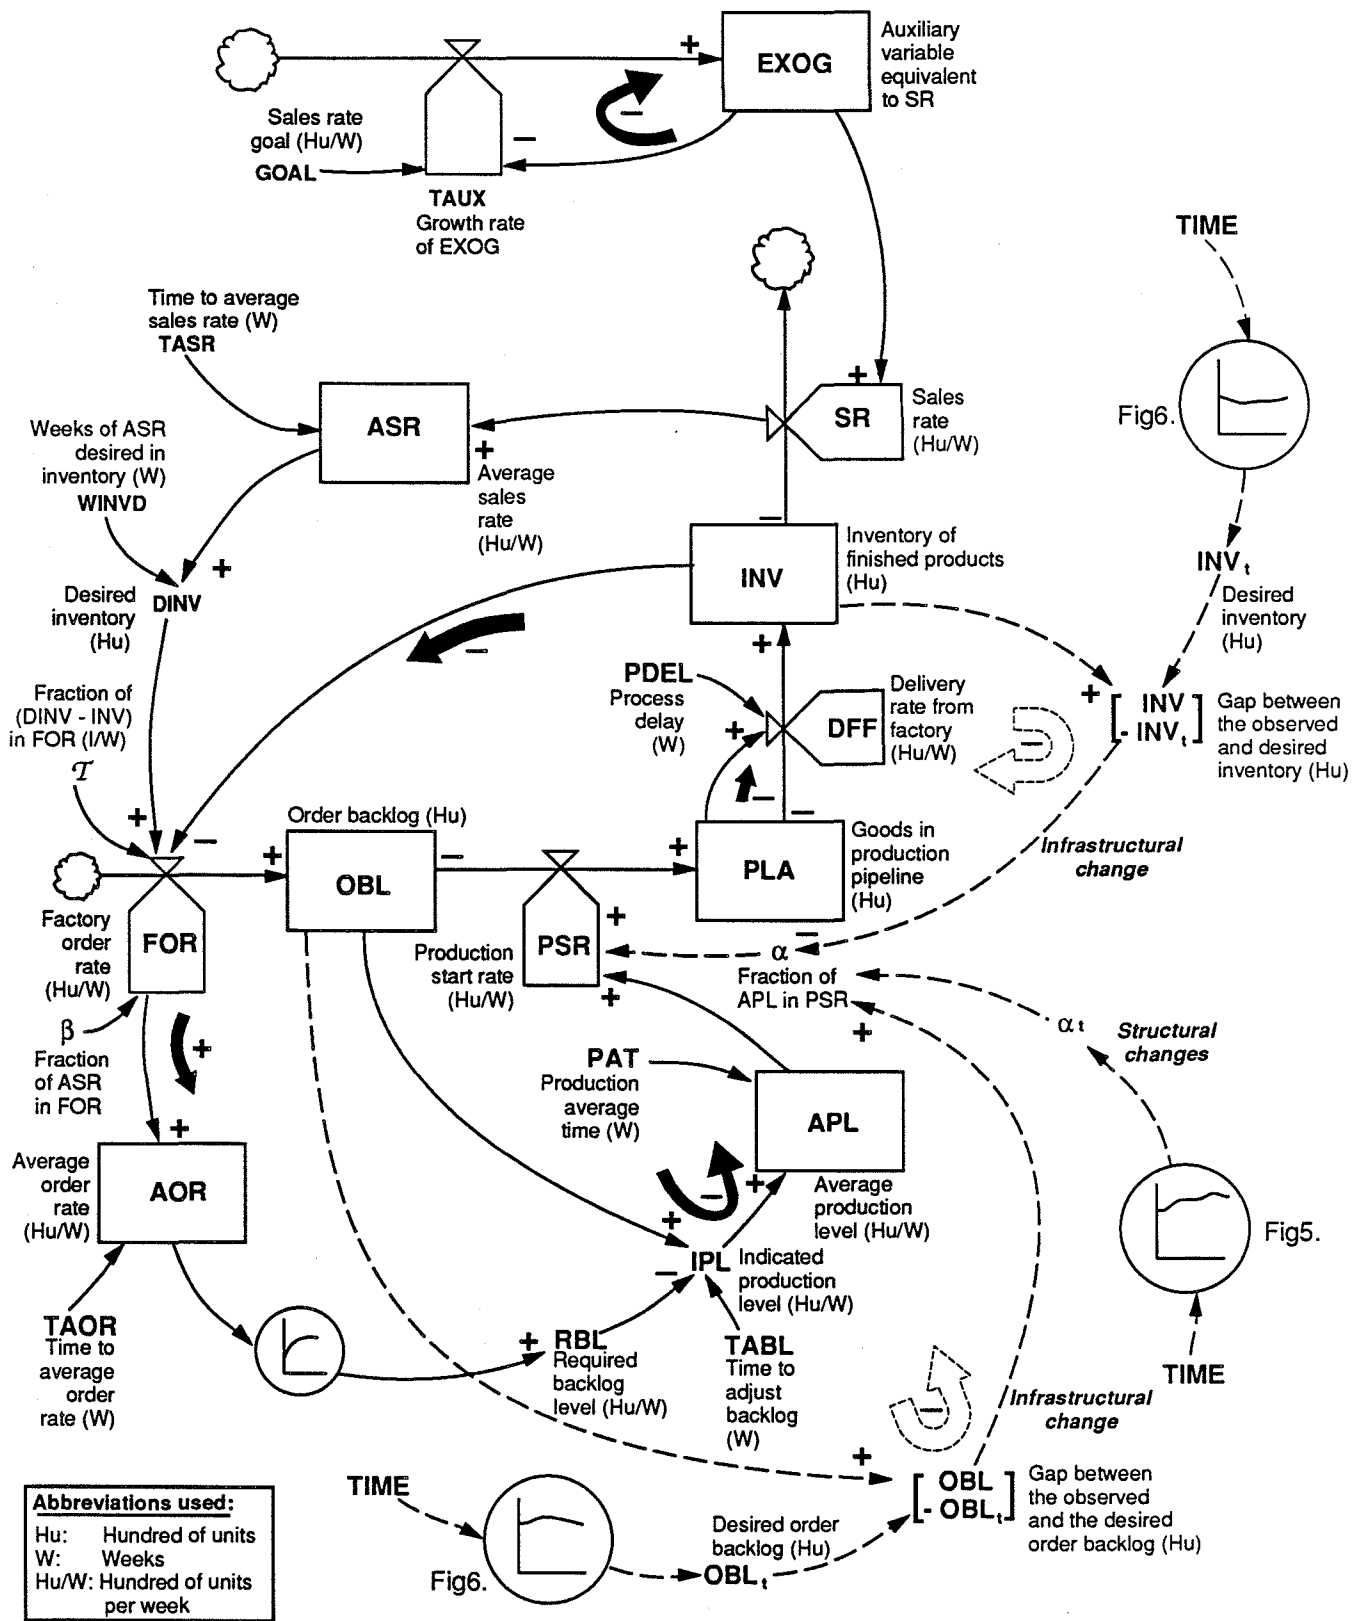 EXOG
Auxiliary
variable
equivalent
to SR
+
−
−
Sales rate
goal (Hu/W)
GOAL
TAUX
Growth rate
of EXOG
TIME
Time to average
sales rate (W)
TASR
ASR
+
Average
sales
rate
(Hu/W)
+
SR
Sales
rate
(Hu/W)
Fig6.
Weeks of ASR
desired in
inventory (W)
WINVD
+
Desired
inventory
(Hu)
DINV
−
INV
Inventory of
finished products
(Hu)
INVt
Desired
inventory
(Hu)
−
+
PDEL
Process
delay
(W)
+
DFF
Delivery
rate from
factory
(Hu/W)
+
[ INV
- INVt ]
Gap between
the observed
and desired
inventory (Hu)
−
Fraction of
(DINV - INV)
in FOR (I/W)
T
+
−
−
−
Order backlog (Hu)
+
OBL
−
+
PLA
Goods in
production
pipeline
(Hu)
Infrastructural
change
Factory
order
rate
(Hu/W)
FOR
Production
start rate
(Hu/W)
PSR
+
+
−
α
Fraction of
APL in PSR
+
αt
Structural
changes
β
Fraction
of ASR
in FOR
+
+
PAT
Production
average
time (W)
APL
Average
production
level (Hu/W)
−
+
Average
order
rate
(Hu/W)
AOR
+
−
IPL
Indicated
production
level (Hu/W)
Fig5.
TAOR
Time to
average
order
rate (W)
+
RBL
Required
backlog
level (Hu/W)
TABL
Time to
adjust
backlog
(W)
TIME
−
Infrastructural
change
+
[ OBL
- OBLt ]
Gap between
the observed
and the desired
order backlog (Hu)
TIME
Fig6.
Desired order
backlog (Hu)
OBLt
Abbreviations used:
Hu: Hundred of units
W: Weeks
Hu/W: Hundred of units
per week